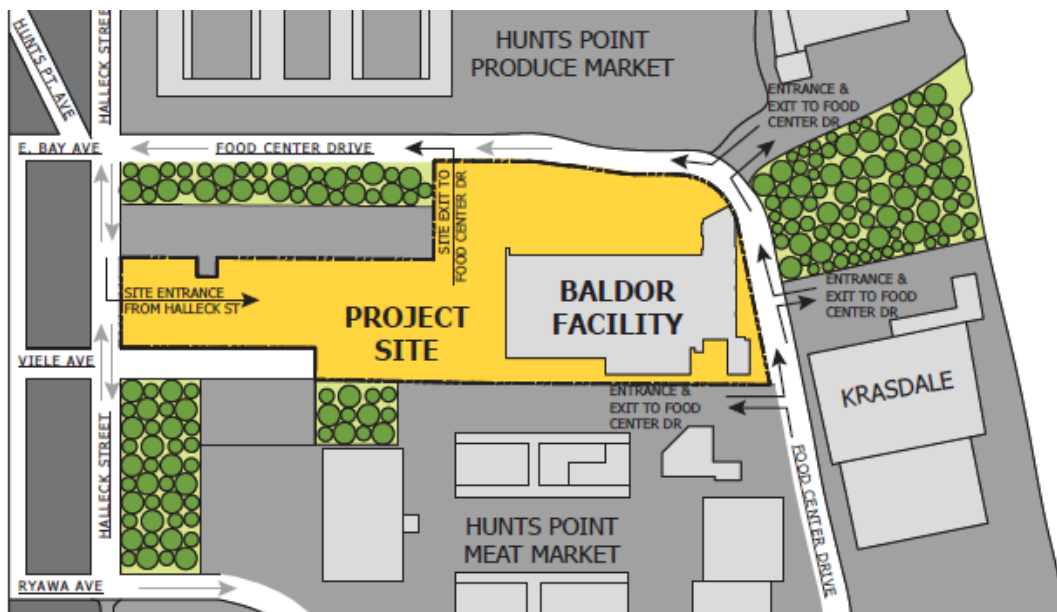 HUNTS PT. AVE
HALLECK STREET
HUNTS POINT
PRODUCE MARKET
ENTRANCE &
EXIT TO FOOD
CENTER DR
E. BAY AVE
FOOD CENTER DRIVE
SITE EXIT TO
FOOD CENTER DR
SITE ENTRANCE
FROM HALLECK ST
PROJECT
SITE
BALDOR
FACILITY
ENTRANCE &
EXIT TO FOOD
CENTER DR
VIELE AVE
KRASDALE
ENTRANCE &
EXIT TO FOOD
CENTER DR
HALLECK STREET
FOOD CENTER DRIVE
HUNTS POINT
MEAT MARKET
RYAWA AVE